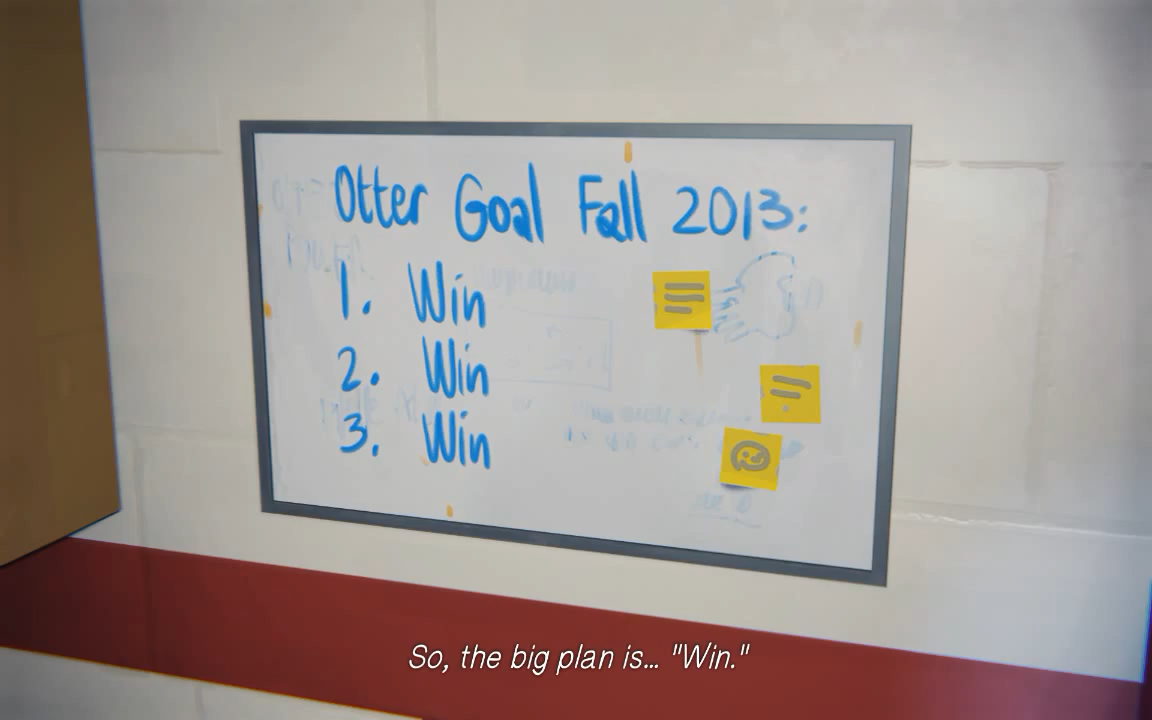 Otter Goal Fall 2013:
1. Win
2. Win
3. Win
So, the big plan is... "Win."